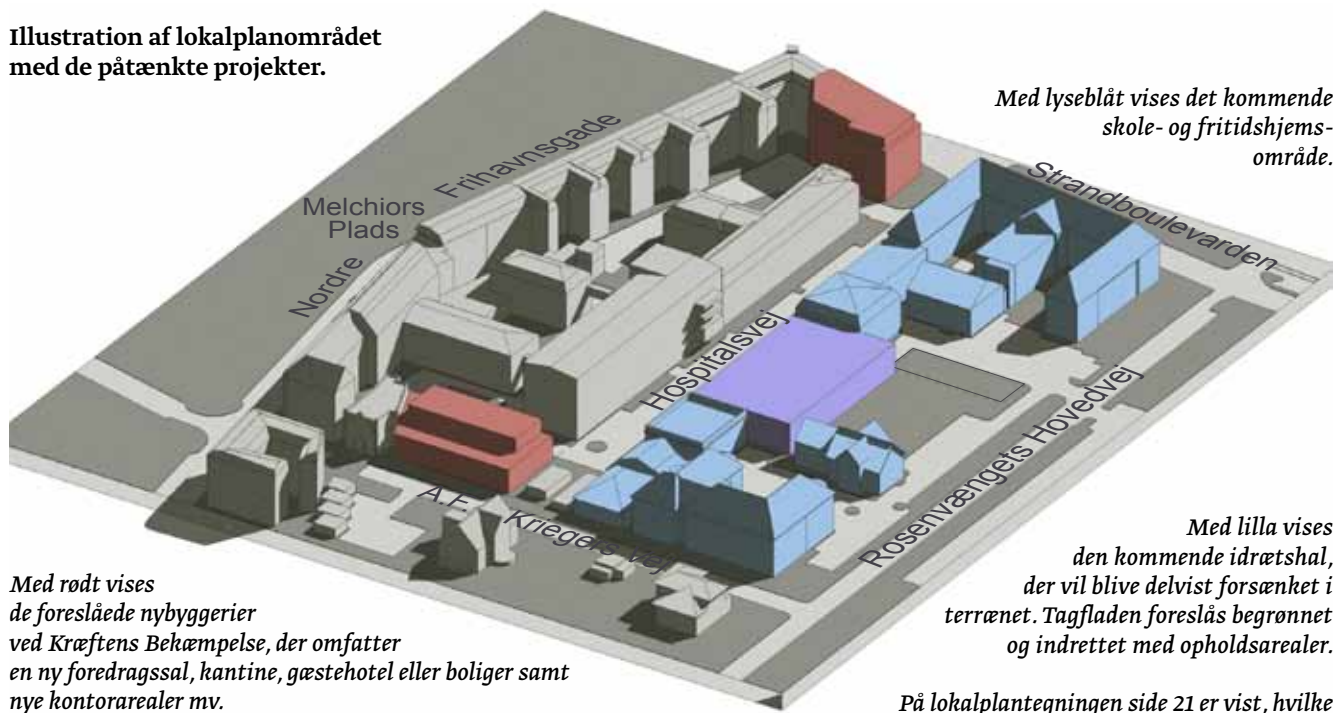 Illustration af lokalplanområdet
med de påtænkte projekter.
Med lyseblåt vises det kommende
skole- og fritidshjems-
område.
Frihavnsgade
Melchiors
Plads
Nordre
Strandboulevarden
Hospitalsvej
Rosenvængets Hovedvej
A.F. Kriegers Vej
Med rødt vises
de foreslåede nybyggerier
ved Kræftens Bekæmpelse, der omfatter
en ny foredragssal, kantine, gæstehotel eller boliger samt
nye kontorarealer mv.
Med lilla vises
den kommende idrætshal,
der vil blive delvist forsænket i
terrænet. Tagfladen foreslås begrønnet
og indrettet med opholdsarealer.
På lokalplantegningen side 21 er vist, hvilke